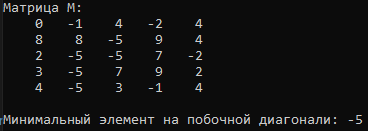 Матрица M:
0 -1 4 -2 4
8 8 -5 9 4
2 -5 -5 7 -2
3 -5 7 9 2
4 -5 3 -1 4
Минимальный элемент на побочной диагонали: -5